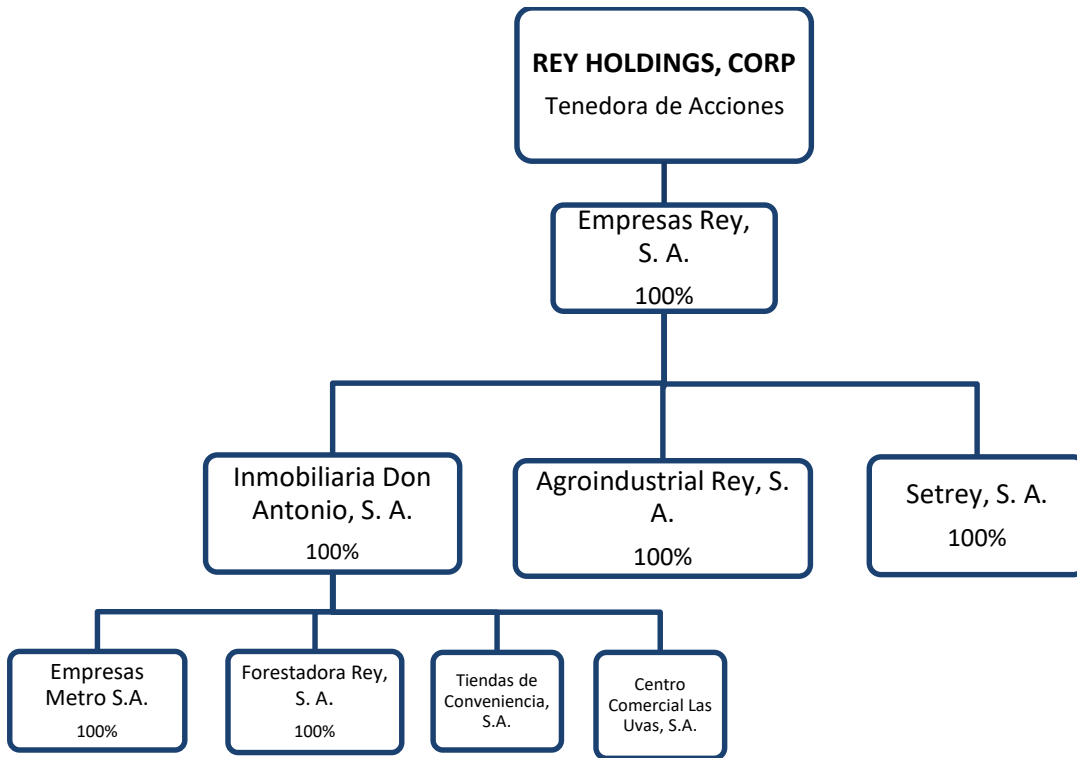 REY HOLDINGS, CORP
Tenedora de Acciones
Empresas Rey,
S. A.
100%
Inmobiliaria Don
Antonio, S. A.
100%
Agroindustrial Rey, S.
A.
100%
Setrey, S. A.
100%
Empresas
Metro S.A.
100%
Forestadora Rey,
S. A.
100%
Tiendas de
Conveniencia,
S.A.
Centro
Comercial Las
Uvas, S.A.